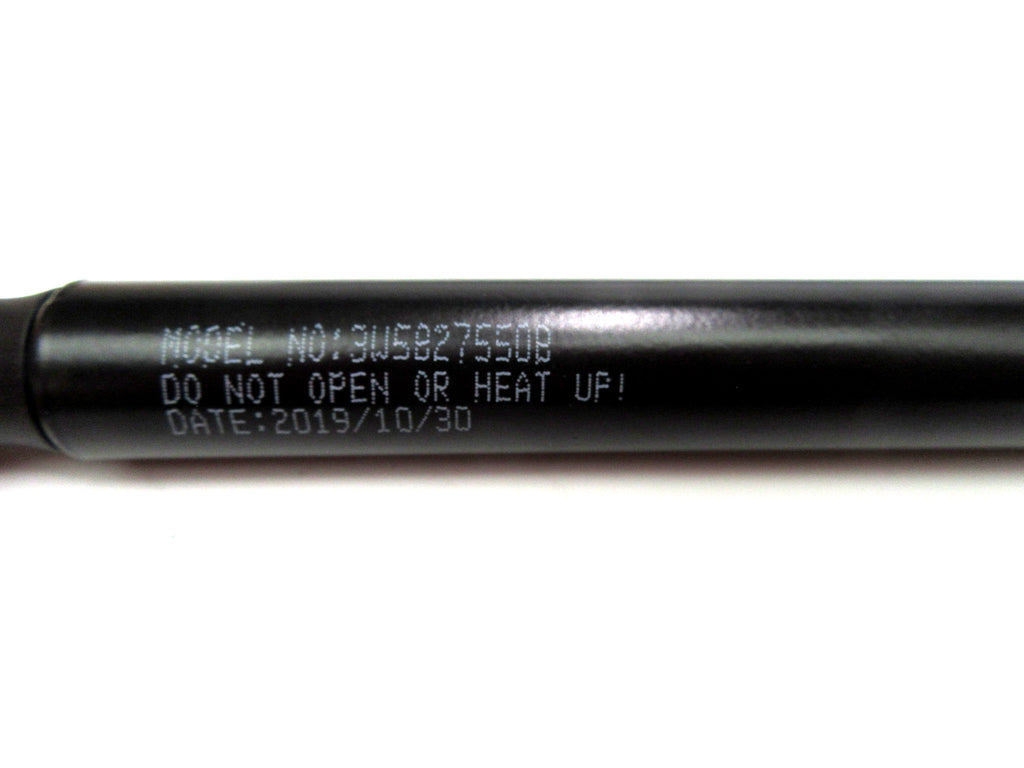 MODEL NO:3W5827550B
DO NOT OPEN OR HEAT UP!
DATE:2019/10/30